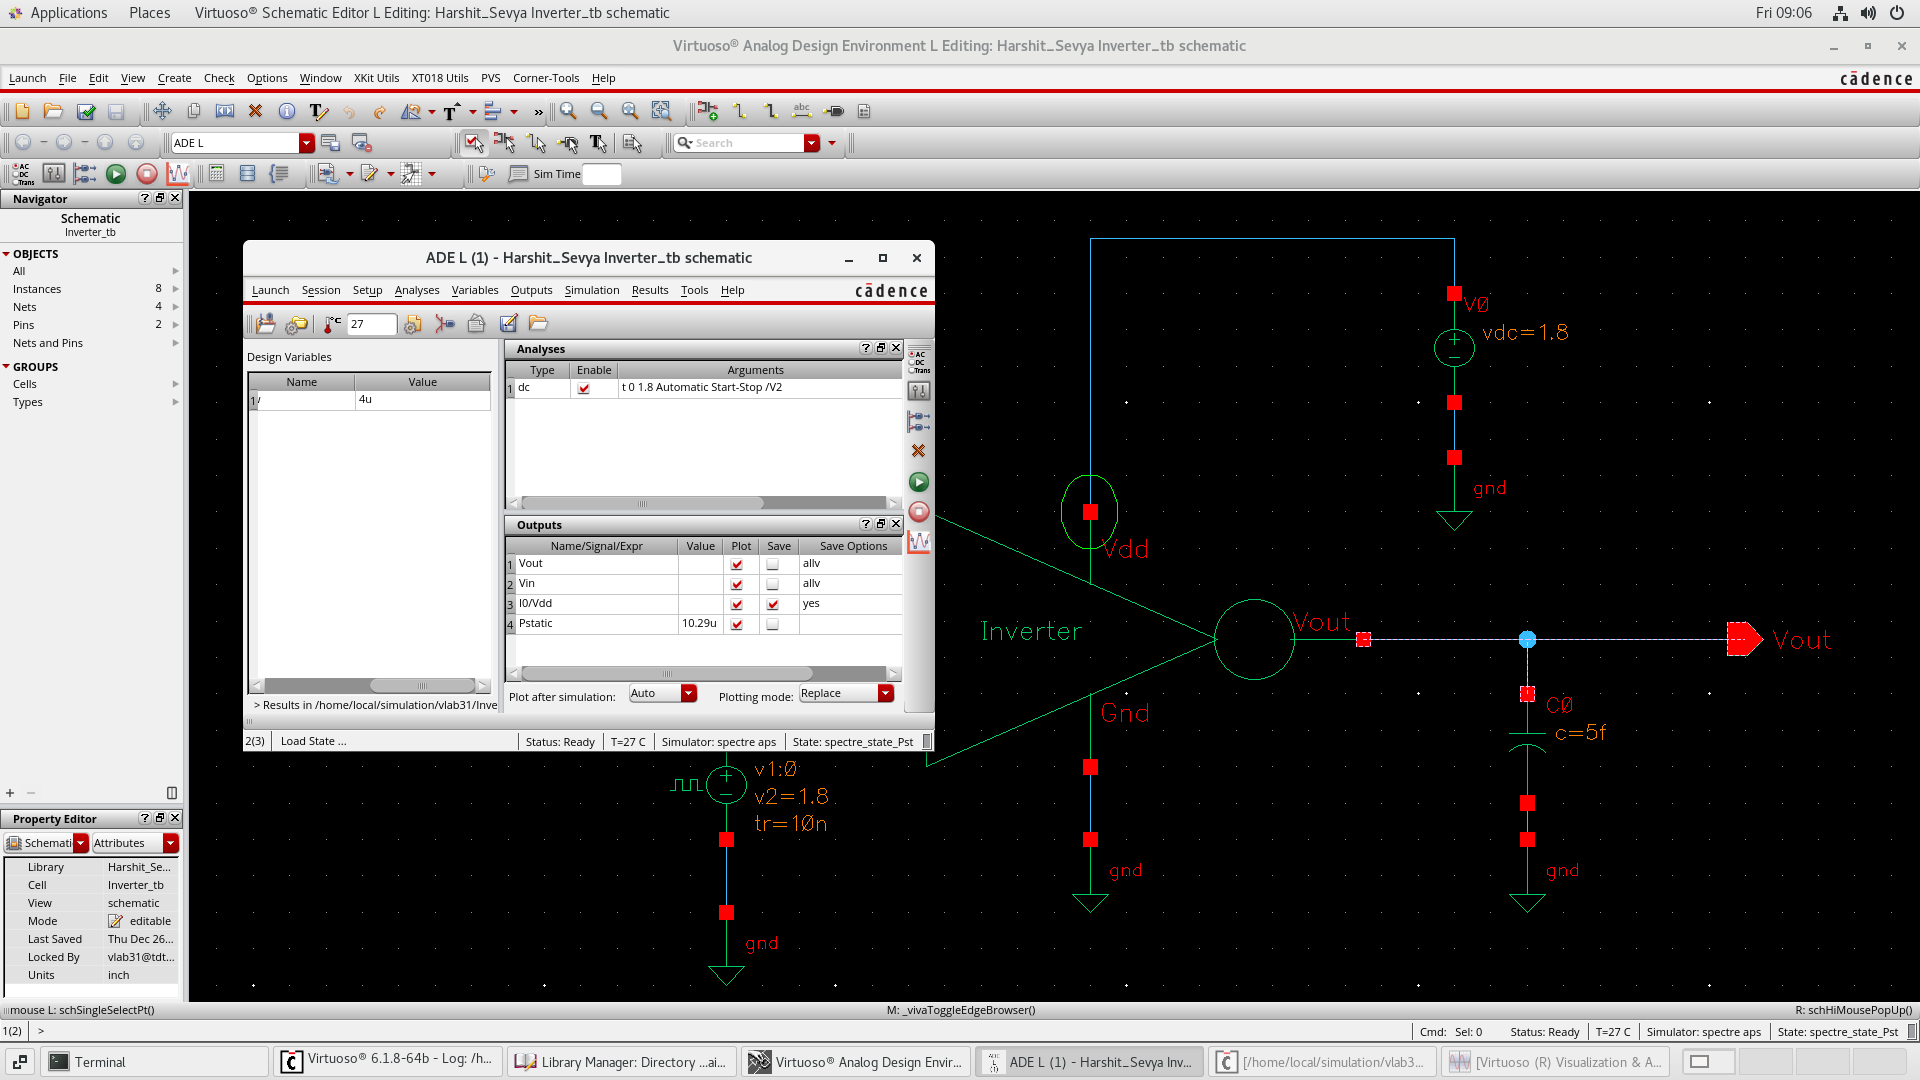 Applications Places Virtuoso® Schematic Editor L Editing: Harshit_Sevya Inverter_tb schematic Fri 09:06
Virtuoso® Analog Design Environment L Editing: Harshit_Sevya Inverter_tb schematic
Launch File Edit View Create Check Options Window XKit Utils XT018 Utils PVS Corner-Tools Help cādence
ADE L Search
AC
DC
Trans
Sim Time
Navigator
Schematic
Inverter_tb
OBJECTS
All
Instances 8
Nets 4
Pins 2
Nets and Pins
GROUPS
Cells
Types
ADE L (1) - Harshit_Sevya Inverter_tb schematic
Launch Session Setup Analyses Variables Outputs Simulation Results Tools Help cādence
27
Design Variables
Name Value
1 4u
Analyses
Type Enable Arguments
1 dc t 0 1.8 Automatic Start-Stop /V2
AC
DC
Trans
Outputs
Name/Signal/Expr Value Plot Save Save Options
1 Vout allv
2 Vin allv
3 I0/Vdd yes
4 Pstatic 10.29u
Plot after simulation: Auto Plotting mode: Replace
> Results in /home/local/simulation/vlab31/Inve
2(3) Load State ... Status: Ready T=27 C Simulator: spectre aps State: spectre_state_Pst
V0
vdc=1.8
gnd
Vdd
Inverter
Vout
Vout
Gnd
C0
c=5f
v1:0
v2=1.8
tr=10n
gnd
gnd
gnd
Property Editor
Schemati Attributes
Library Harshit_Se...
Cell Inverter_tb
View schematic
Mode editable
Last Saved Thu Dec 26...
Locked By vlab31@tdt...
Units inch
mouse L: schSingleSelectPt() M: _vivaToggleEdgeBrowser() R: schHiMousePopUp()
1(2) > Cmd: Sel: 0 Status: Ready T=27 C Simulator: spectre aps State: spectre_state_Pst
Terminal Virtuoso® 6.1.8-64b - Log: /h... Library Manager: Directory ...ai... Virtuoso® Analog Design Envir... ADE L (1) - Harshit_Sevya Inv... [/home/local/simulation/vlab3... [Virtuoso (R) Visualization & A...